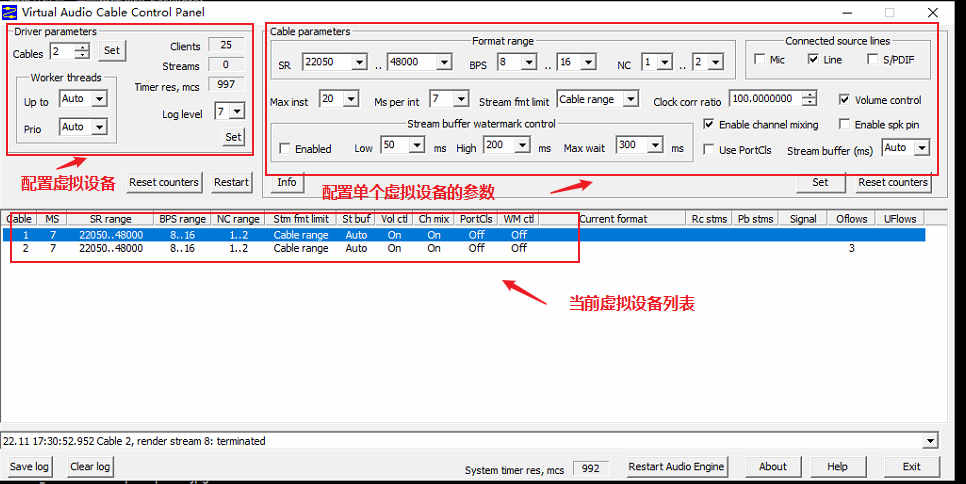 Virtual Audio Cable Control Panel
Driver parameters
Cables 2 Set Clients 25
Streams 0
Worker threads Timer res, mcs 997
Up to Auto Log level 7
Prio Auto Set
配置虚拟设备 Reset counters Restart
Cable parameters
Format range
SR 22050 .. 48000 BPS 8 .. 16 NC 1 .. 2
Connected source lines
Mic Line S/PDIF
Max inst 20 Ms per int 7 Stream fmt limit Cable range Clock corr ratio 100.0000000 Volume control
Stream buffer watermark control
Enable channel mixing Enable spk pin
Enabled Low 50 ms High 200 ms Max wait 300 ms
Use PortCls Stream buffer (ms) Auto
Info 配置单个虚拟设备的参数 Set Reset counters
Cable MS SR range BPS range NC range Stm fmt limit St buf Vol ctl Ch mix PortCls WM ctl Current format Rc stms Pb stms Signal Oflows UFlows
1 7 22050..48000 8..16 1..2 Cable range Auto On On Off Off
2 7 22050..48000 8..16 1..2 Cable range Auto On On Off Off 3
当前虚拟设备列表
22.11 17:30:52.952 Cable 2, render stream 8: terminated
Save log Clear log System timer res, mcs 992 Restart Audio Engine About Help Exit